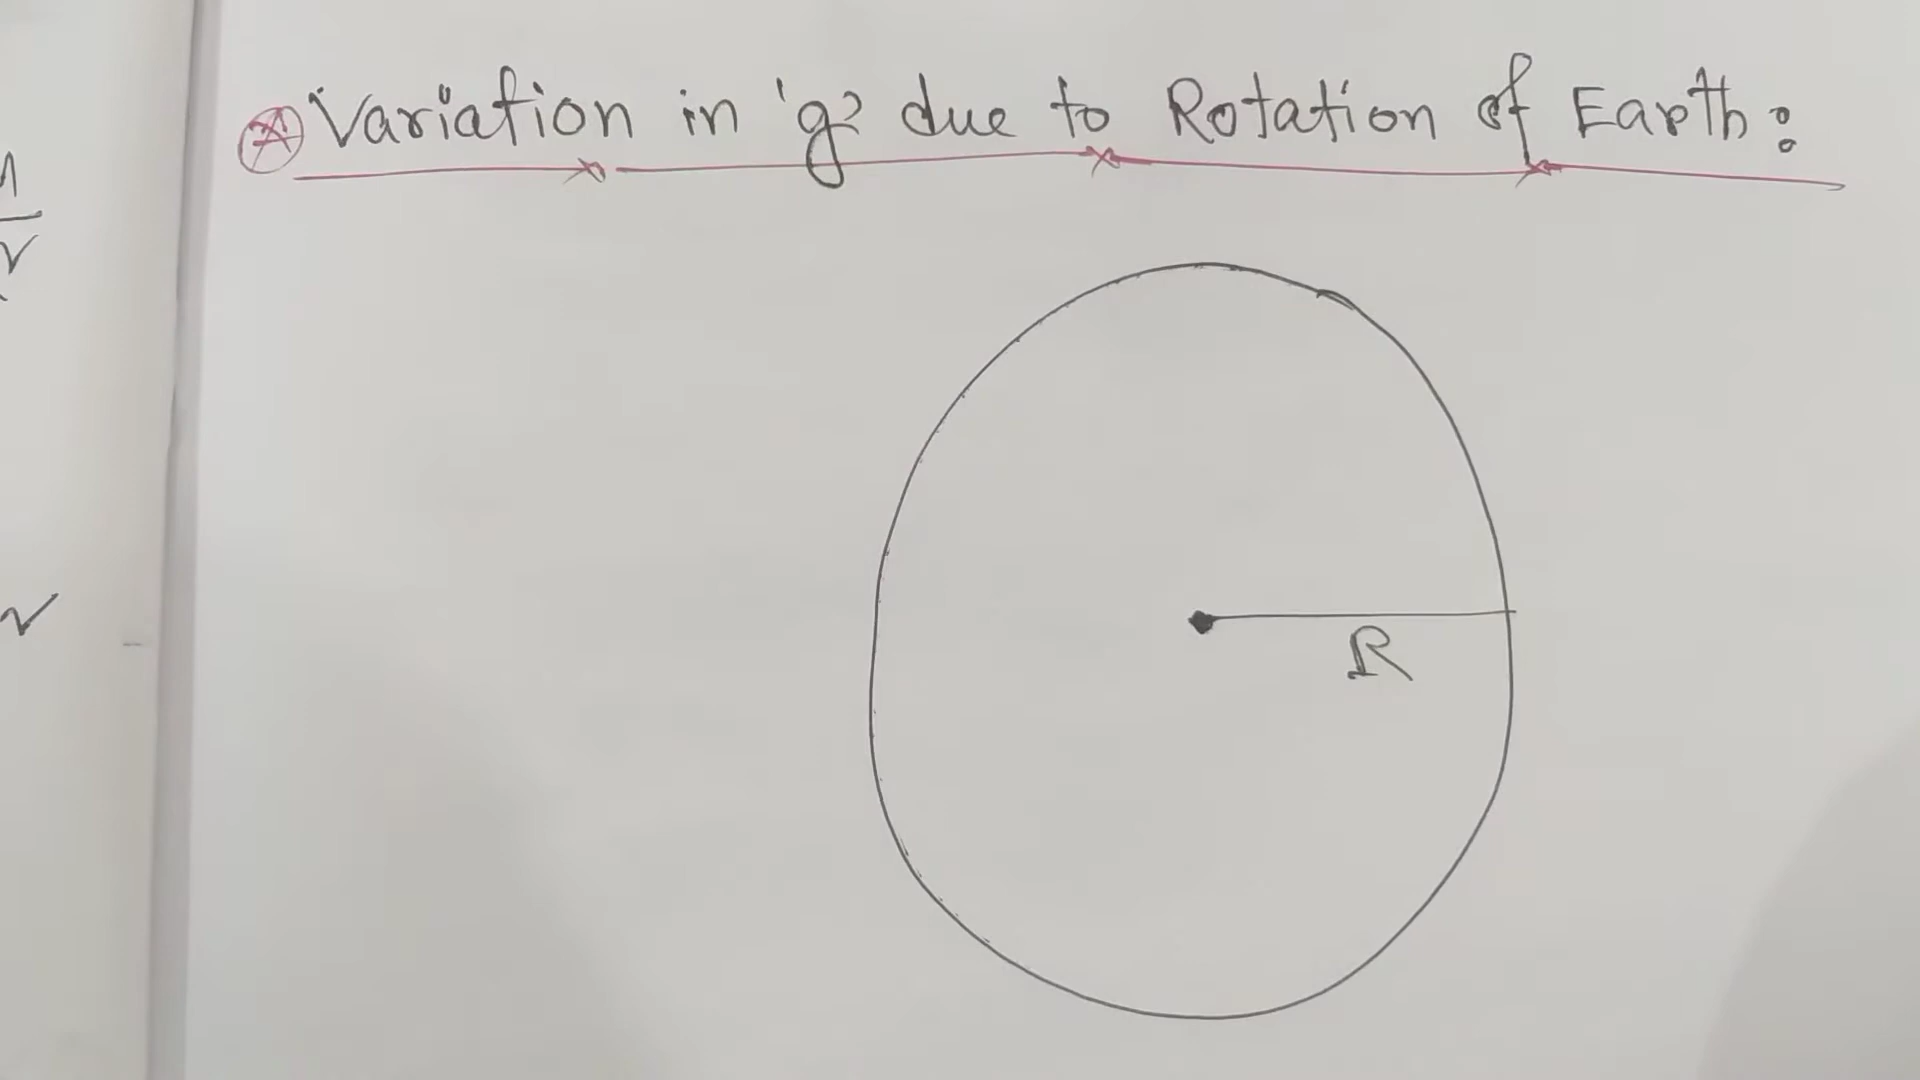 Variation in 'g' due to Rotation of Earth:
R